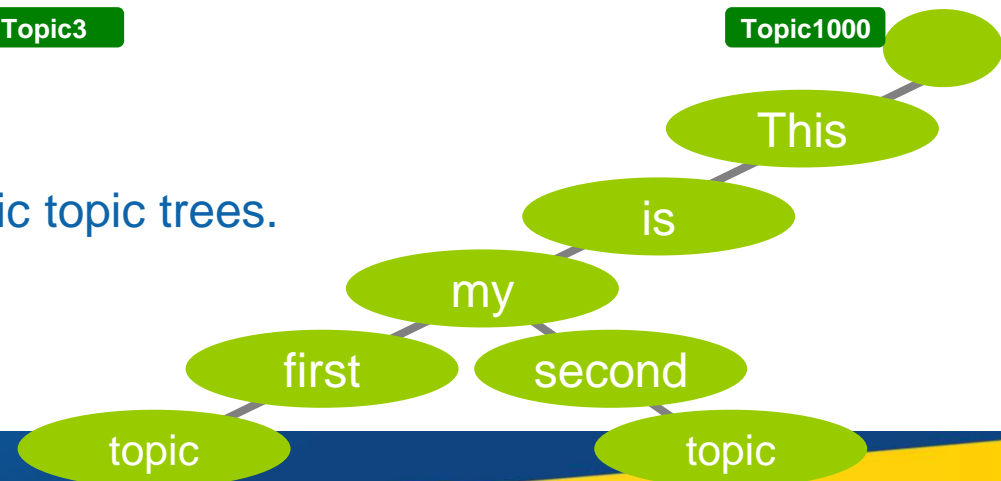 Topic3
Topic1000
This
ic topic trees.
is
my
first
second
topic
topic